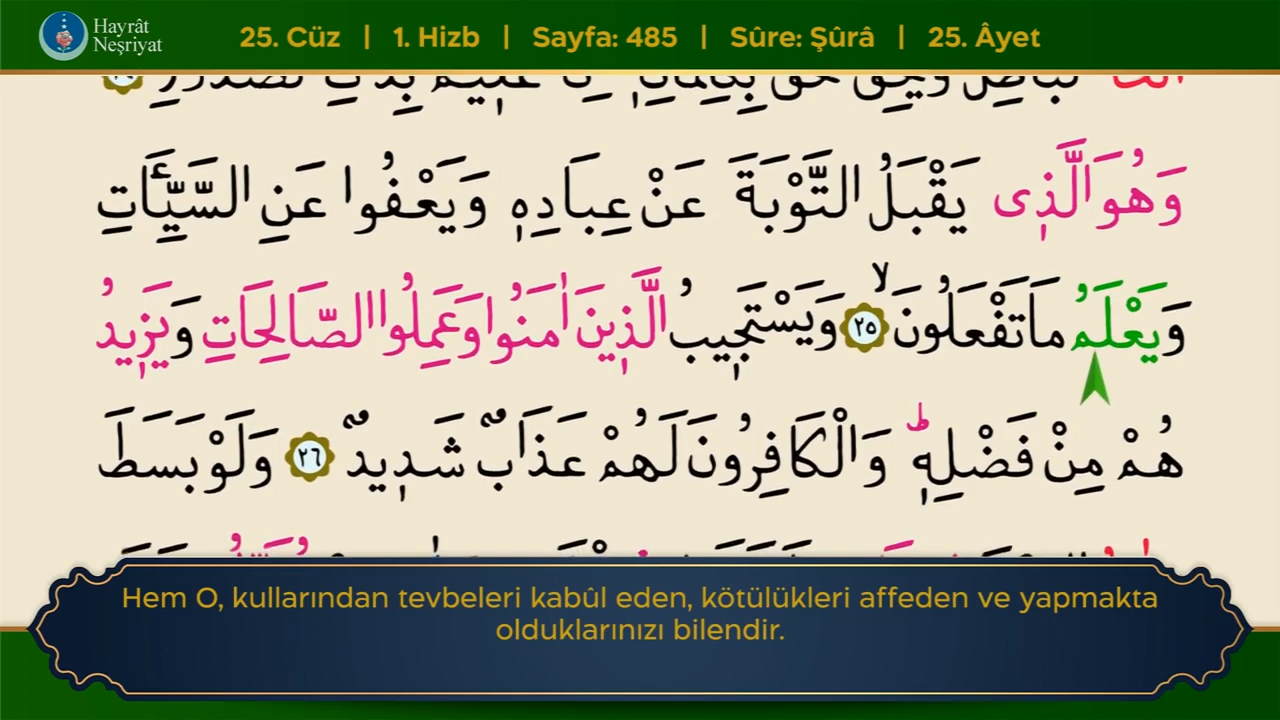 Hayrât
Neşriyat
25. Cüz | 1. Hizb | Sayfa: 485 | Sûre: Şûrâ | 25. Âyet
وَهُوَ الَّذ۪ى يَقْبَلُ التَّوْبَةَ عَنْ عِبَادِه۪ وَيَعْفُوا عَنِ السَّيِّـَٔاتِ
وَيَعْلَمُ مَا تَفْعَلُونَۙ ﴿٢٥﴾ وَيَسْتَج۪يبُ الَّذ۪ينَ اٰمَنُوا وَعَمِلُوا الصَّالِحَاتِ وَيَز۪يدُ
هُمْ مِنْ فَضْلِه۪ۜ وَالْكَافِرُونَ لَهُمْ عَذَابٌ شَد۪يدٌ ﴿٢٦﴾ وَلَوْ بَسَطَ
Hem O, kullarından tevbeleri kabûl eden, kötülükleri affeden ve yapmakta
olduklarınızı bilendir.